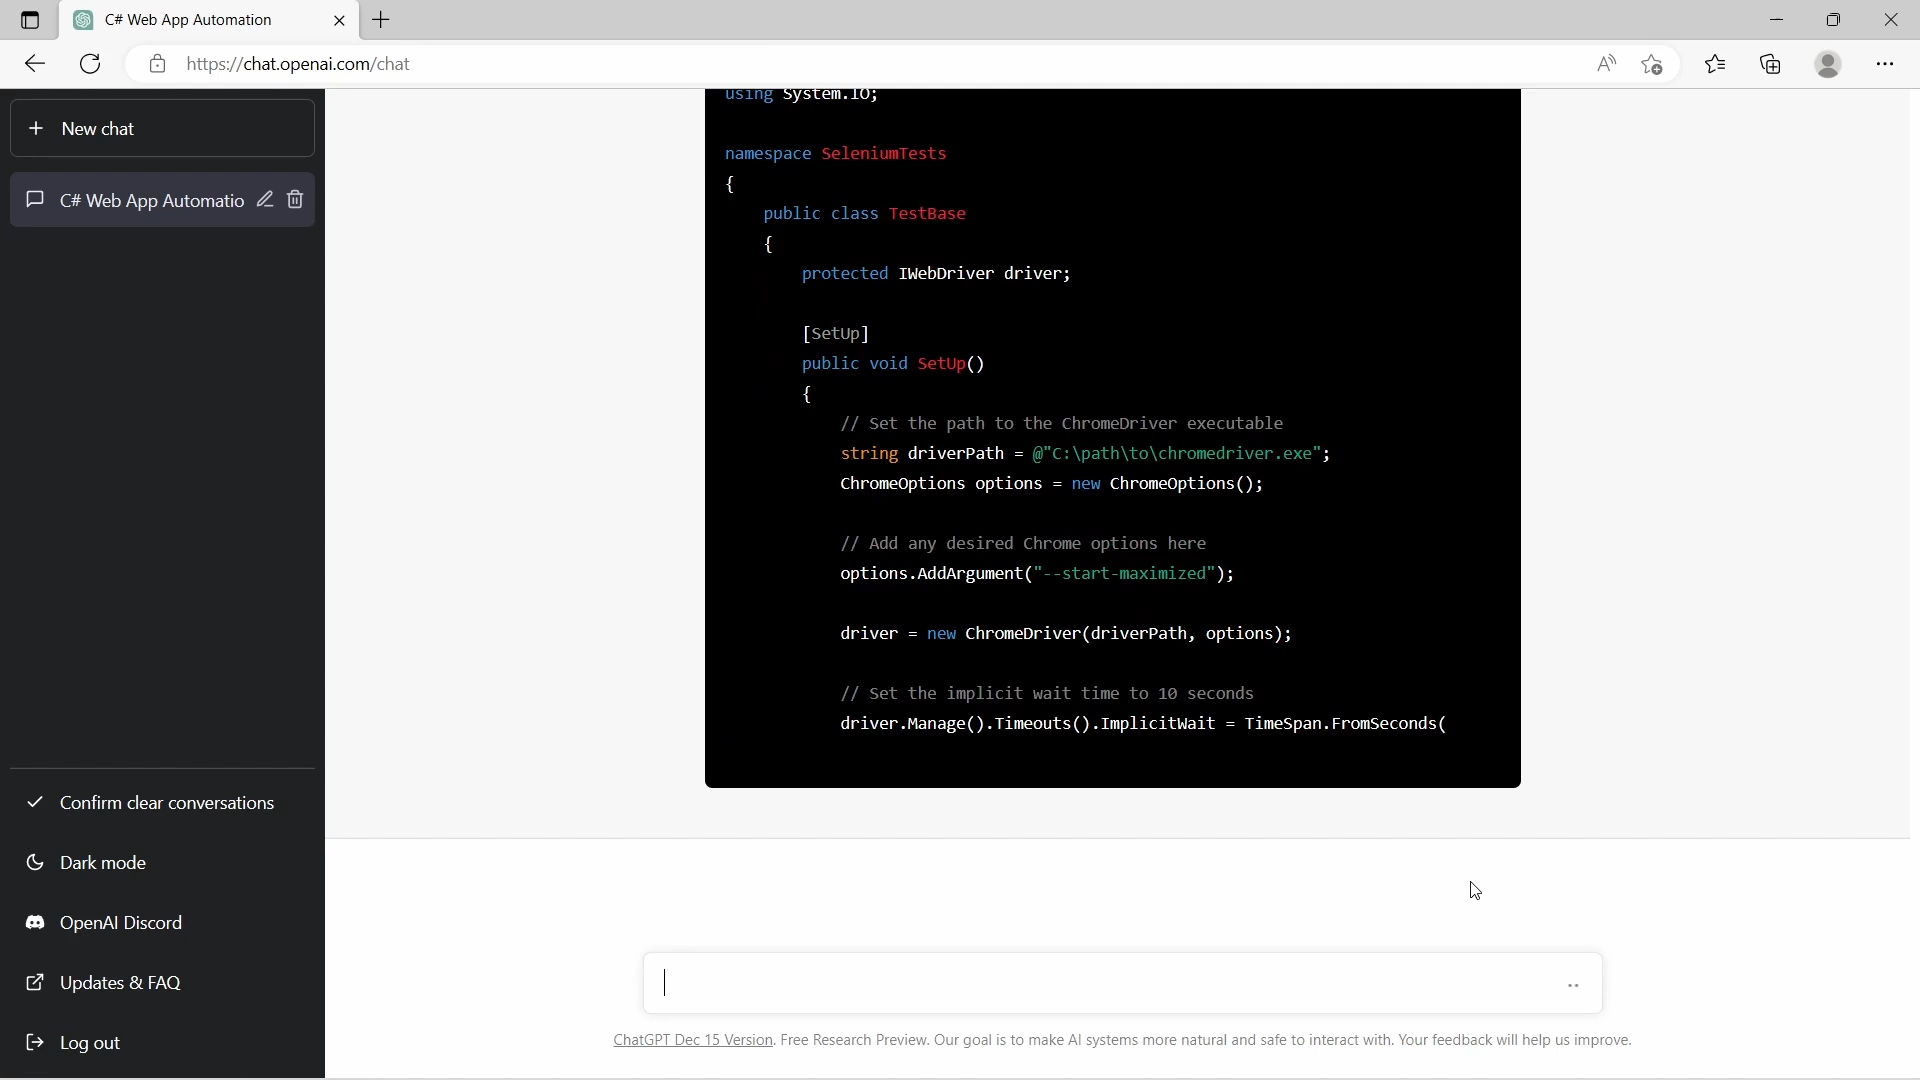 C# Web App Automation
https://chat.openai.com/chat
New chat
C# Web App Automatio
using System.IO;
namespace SeleniumTests
{
public class TestBase
{
protected IWebDriver driver;
[SetUp]
public void SetUp()
{
// Set the path to the ChromeDriver executable
string driverPath = @"C:\path\to\chromedriver.exe";
ChromeOptions options = new ChromeOptions();
// Add any desired Chrome options here
options.AddArgument("--start-maximized");
driver = new ChromeDriver(driverPath, options);
// Set the implicit wait time to 10 seconds
driver.Manage().Timeouts().ImplicitWait = TimeSpan.FromSeconds(
Confirm clear conversations
Dark mode
OpenAI Discord
Updates & FAQ
Log out
ChatGPT Dec 15 Version. Free Research Preview. Our goal is to make AI systems more natural and safe to interact with. Your feedback will help us improve.